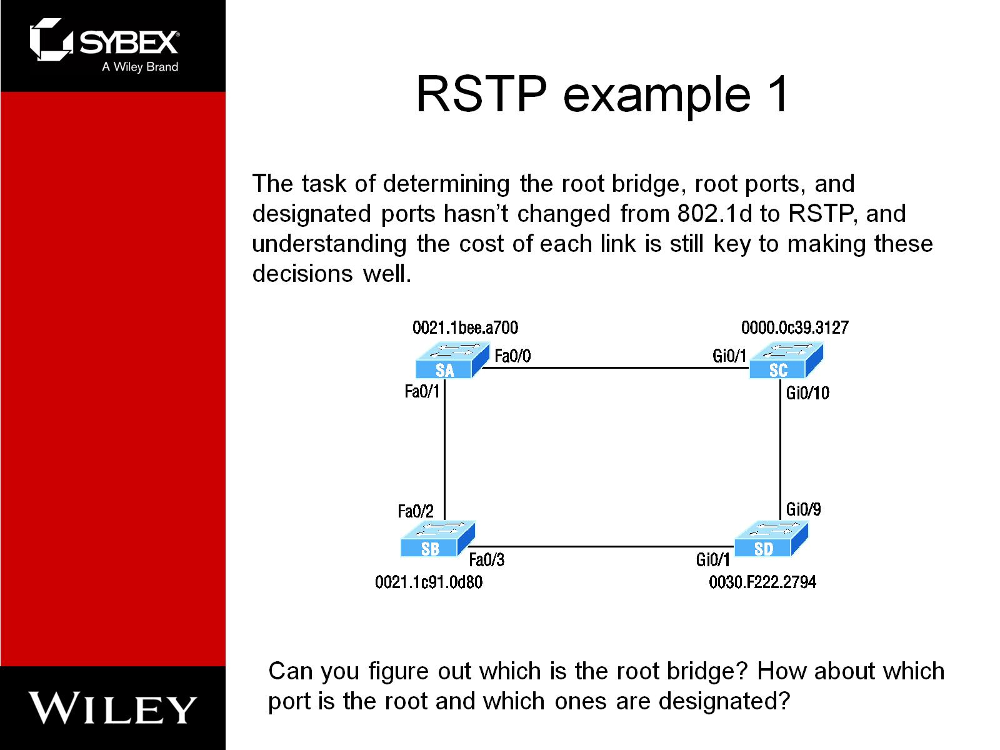 SYBEX®
A Wiley Brand
RSTP example 1
The task of determining the root bridge, root ports, and
designated ports hasn’t changed from 802.1d to RSTP, and
understanding the cost of each link is still key to making these
decisions well.
0021.1bee.a700
0000.0c39.3127
Fa0/0
Gi0/1
SA
SC
Fa0/1
Gi0/10
Fa0/2
Gi0/9
SB
SD
Fa0/3
Gi0/1
0021.1c91.0d80
0030.F222.2794
Can you figure out which is the root bridge? How about which
port is the root and which ones are designated?
WILEY